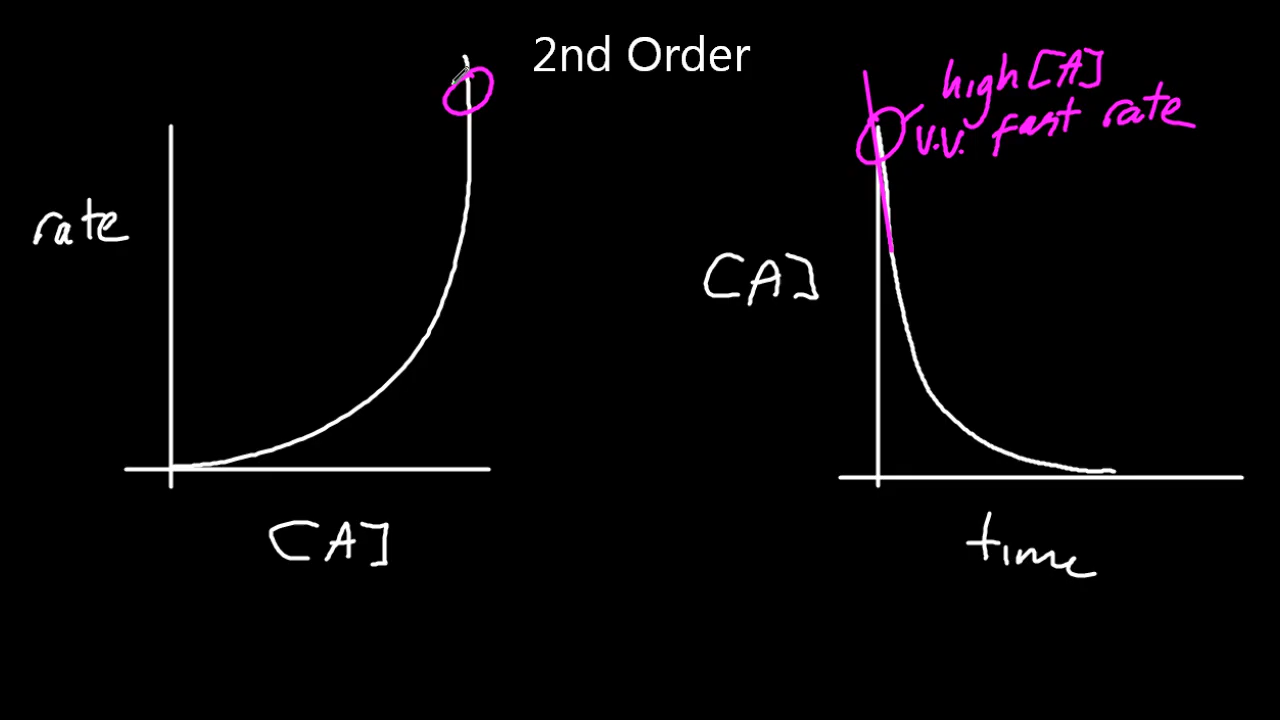 2nd Order
high [A]
v.v. fast rate
rate
[A]
[A]
time